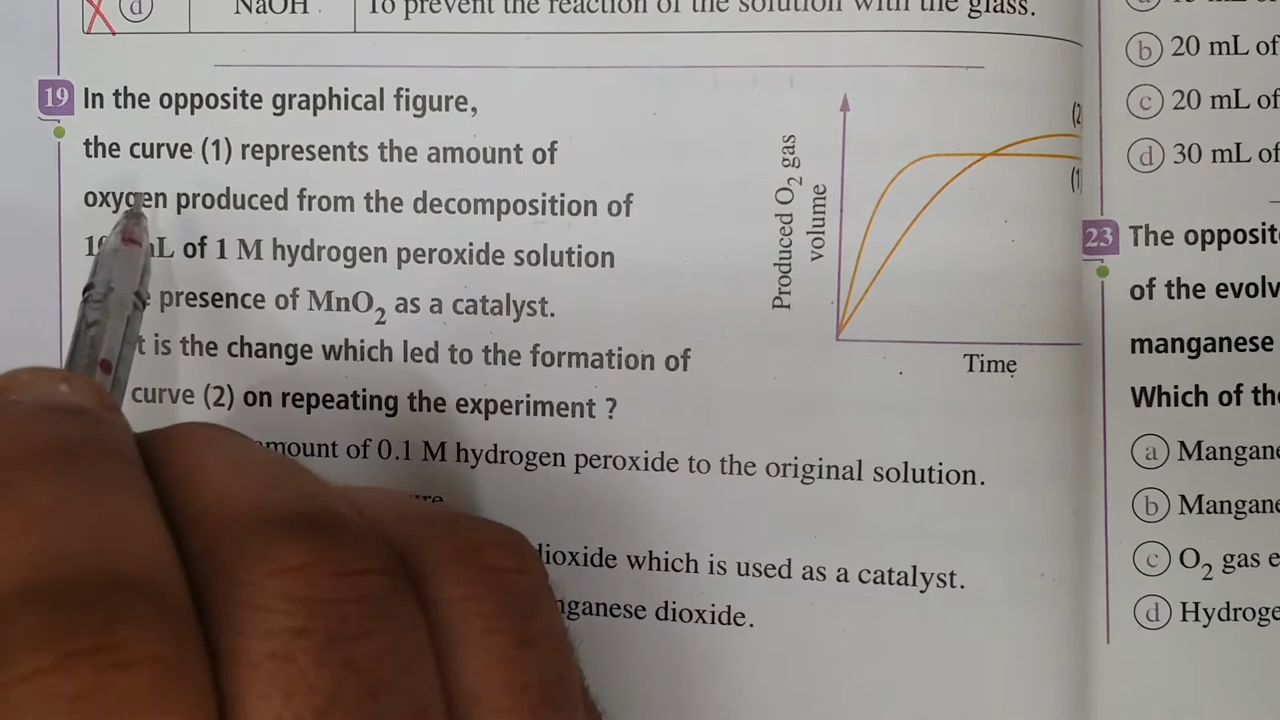 d NaOH To prevent the reaction of the solution with the glass.
19 In the opposite graphical figure,
the curve (1) represents the amount of
oxygen produced from the decomposition of
mL of 1 M hydrogen peroxide solution
presence of MnO2 as a catalyst.
is the change which led to the formation of
curve (2) on repeating the experiment ?
amount of 0.1 M hydrogen peroxide to the original solution.
dioxide which is used as a catalyst.
manganese dioxide.
Produced O2 gas
volume
(2
(1
Time
b 20 mL of
c 20 mL of
d 30 mL of
23 The opposit
of the evolv
manganese
Which of the
a Mangane
b Mangane
c O2 gas e
d Hydroge